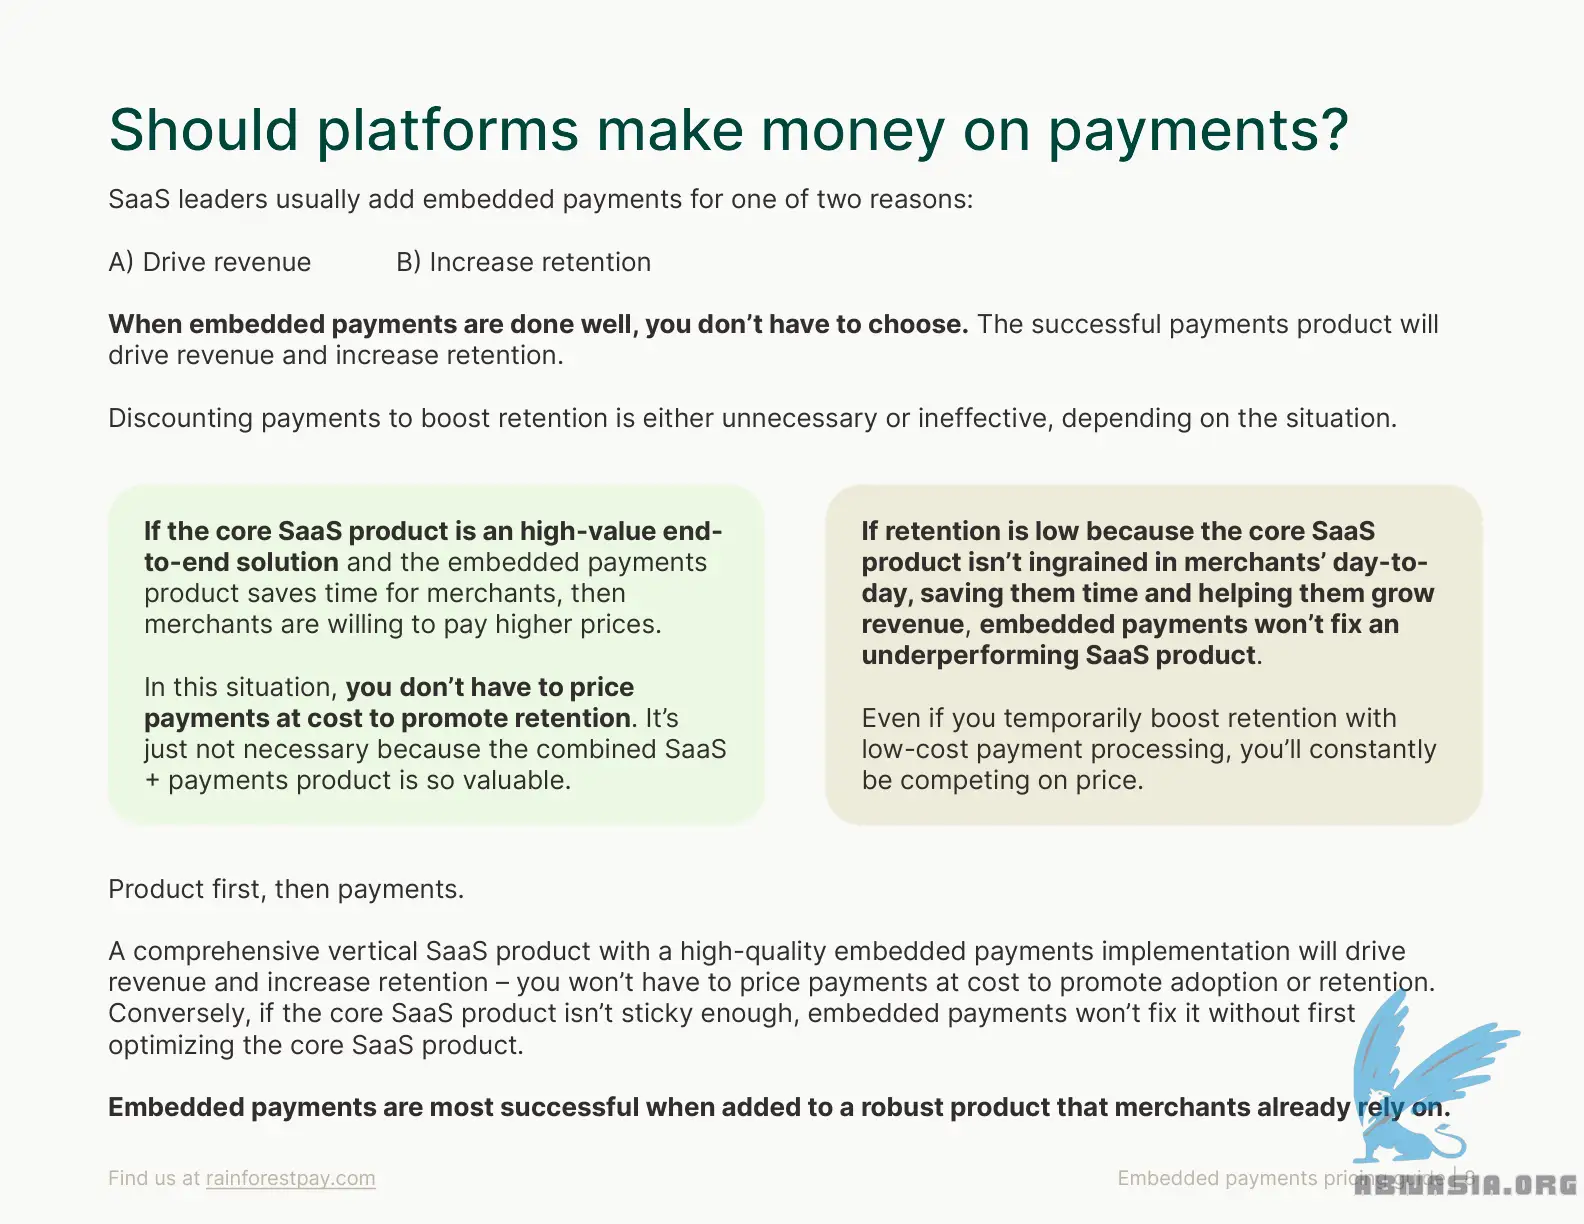 Should platforms make money on payments?
SaaS leaders usually add embedded payments for one of two reasons:
A) Drive revenue B) Increase retention
When embedded payments are done well, you don’t have to choose. The successful payments product will
drive revenue and increase retention.
Discounting payments to boost retention is either unnecessary or ineffective, depending on the situation.
If the core SaaS product is an high-value end-
to-end solution and the embedded payments
product saves time for merchants, then
merchants are willing to pay higher prices.
In this situation, you don’t have to price
payments at cost to promote retention. It’s
just not necessary because the combined SaaS
+ payments product is so valuable.
If retention is low because the core SaaS
product isn’t ingrained in merchants’ day-to-
day, saving them time and helping them grow
revenue, embedded payments won’t fix an
underperforming SaaS product.
Even if you temporarily boost retention with
low-cost payment processing, you’ll constantly
be competing on price.
Product first, then payments.
A comprehensive vertical SaaS product with a high-quality embedded payments implementation will drive
revenue and increase retention – you won’t have to price payments at cost to promote adoption or retention.
Conversely, if the core SaaS product isn’t sticky enough, embedded payments won’t fix it without first
optimizing the core SaaS product.
Embedded payments are most successful when added to a robust product that merchants already rely on.
Find us at rainforestpay.com
Embedded payments pricing guide |
ABIJASIA.ORG